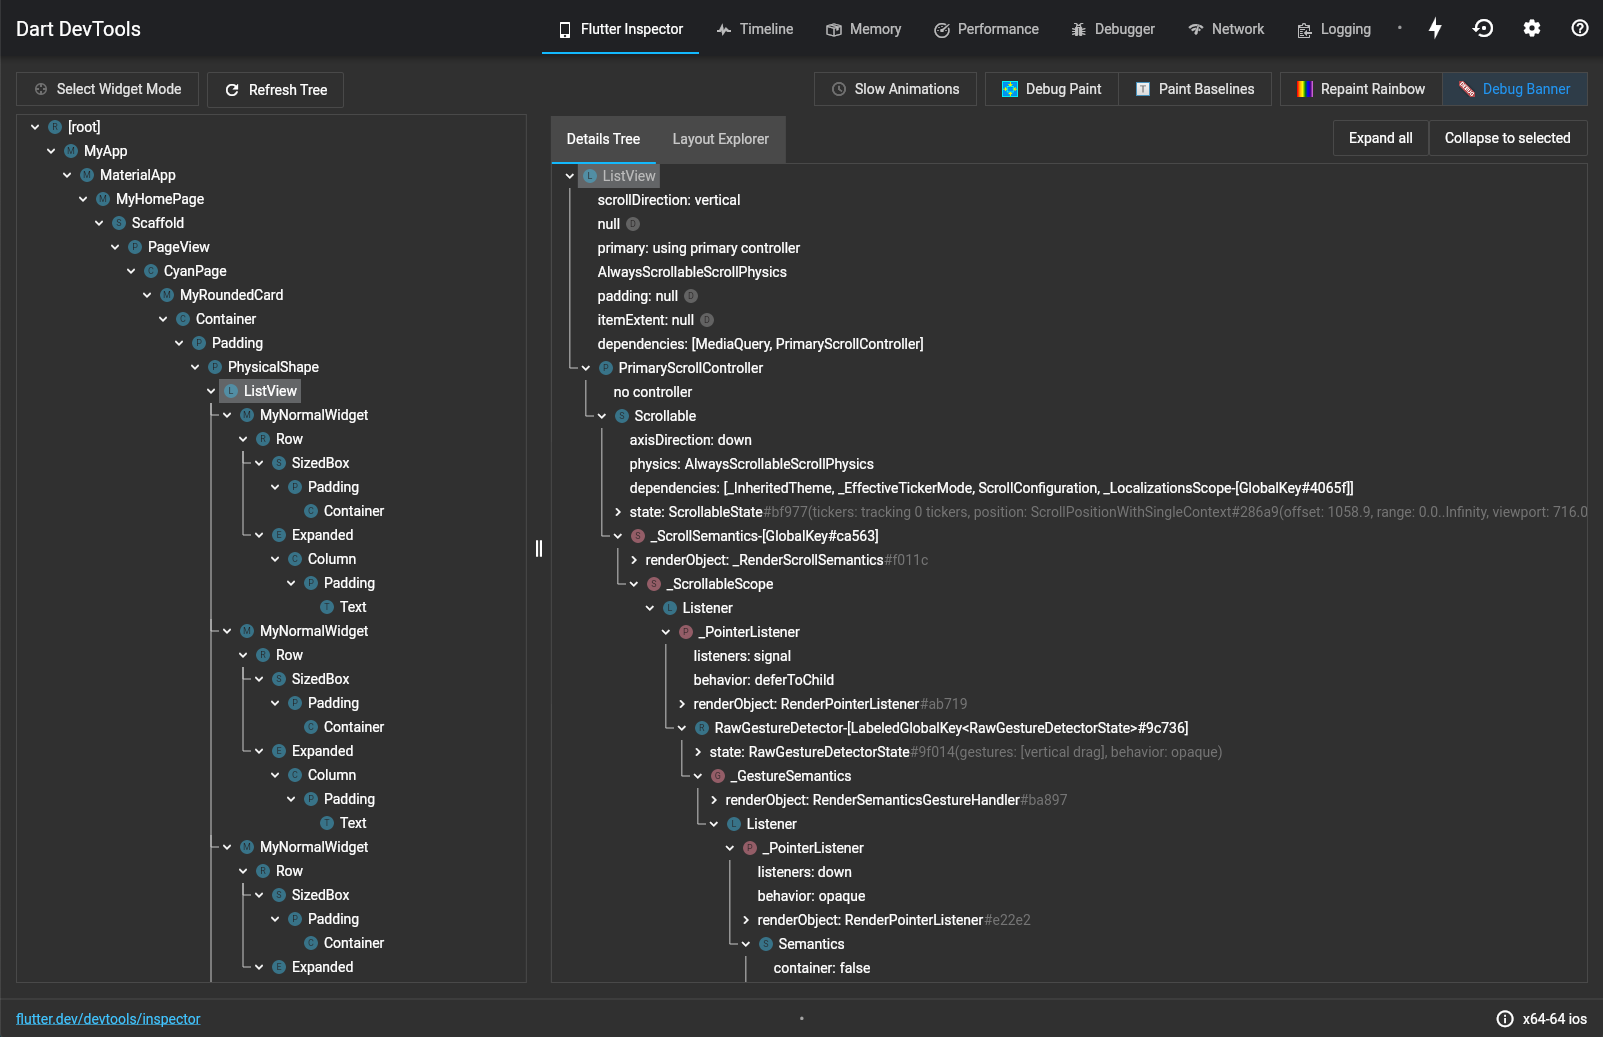 Dart DevTools
Flutter Inspector
Timeline
Memory
Performance
Debugger
Network
Logging
Select Widget Mode
Refresh Tree
Slow Animations
Debug Paint
Paint Baselines
Repaint Rainbow
Debug Banner
[root]
MyApp
MaterialApp
MyHomePage
Scaffold
PageView
CyanPage
MyRoundedCard
Container
Padding
PhysicalShape
ListView
MyNormalWidget
Row
SizedBox
Padding
Container
Expanded
Column
Padding
Text
MyNormalWidget
Row
SizedBox
Padding
Container
Expanded
Column
Padding
Text
MyNormalWidget
Row
SizedBox
Padding
Container
Expanded
Details Tree
Layout Explorer
Expand all
Collapse to selected
ListView
scrollDirection: vertical
null
primary: using primary controller
AlwaysScrollableScrollPhysics
padding: null
itemExtent: null
dependencies: [MediaQuery, PrimaryScrollController]
PrimaryScrollController
no controller
Scrollable
axisDirection: down
physics: AlwaysScrollableScrollPhysics
dependencies: [_InheritedTheme, _EffectiveTickerMode, ScrollConfiguration, _LocalizationsScope-[GlobalKey#4065f]]
state: ScrollableState#bf977(tickers: tracking 0 tickers, position: ScrollPositionWithSingleContext#286a9(offset: 1058.9, range: 0.0..Infinity, viewport: 716.0
_ScrollSemantics-[GlobalKey#ca563]
renderObject: _RenderScrollSemantics#f011c
_ScrollableScope
Listener
_PointerListener
listeners: signal
behavior: deferToChild
renderObject: RenderPointerListener#ab719
RawGestureDetector-[LabeledGlobalKey<RawGestureDetectorState>#9c736]
state: RawGestureDetectorState#9f014(gestures: [vertical drag], behavior: opaque)
_GestureSemantics
renderObject: RenderSemanticsGestureHandler#ba897
Listener
_PointerListener
listeners: down
behavior: opaque
renderObject: RenderPointerListener#e22e2
Semantics
container: false
flutter.dev/devtools/inspector
x64-64 ios